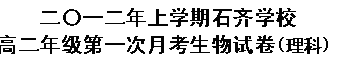 二〇一二年上学期石齐学校
高二年级第一次月考生物试卷(理科)